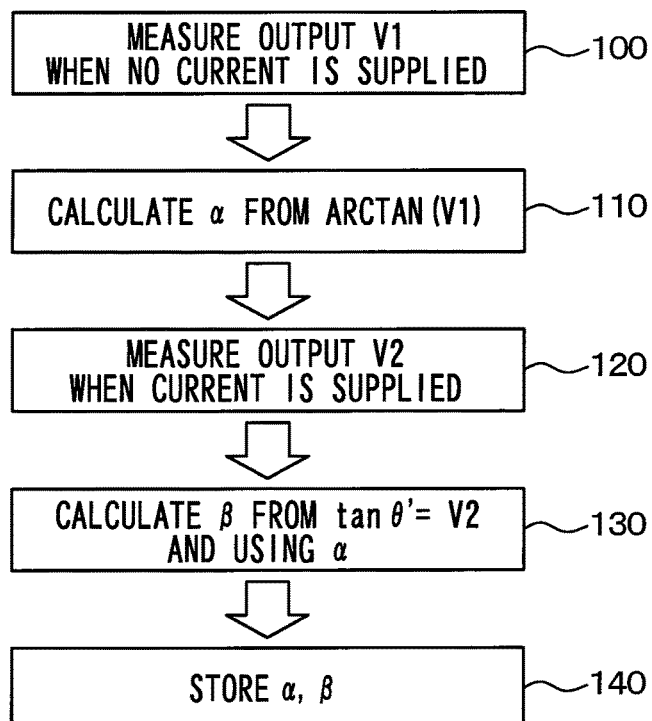 MEASURE OUTPUT V1
WHEN NO CURRENT IS SUPPLIED
100
CALCULATE α FROM ARCTAN(V1)
110
MEASURE OUTPUT V2
WHEN CURRENT IS SUPPLIED
120
CALCULATE β FROM tan θ'= V2
AND USING α
130
STORE α, β
140